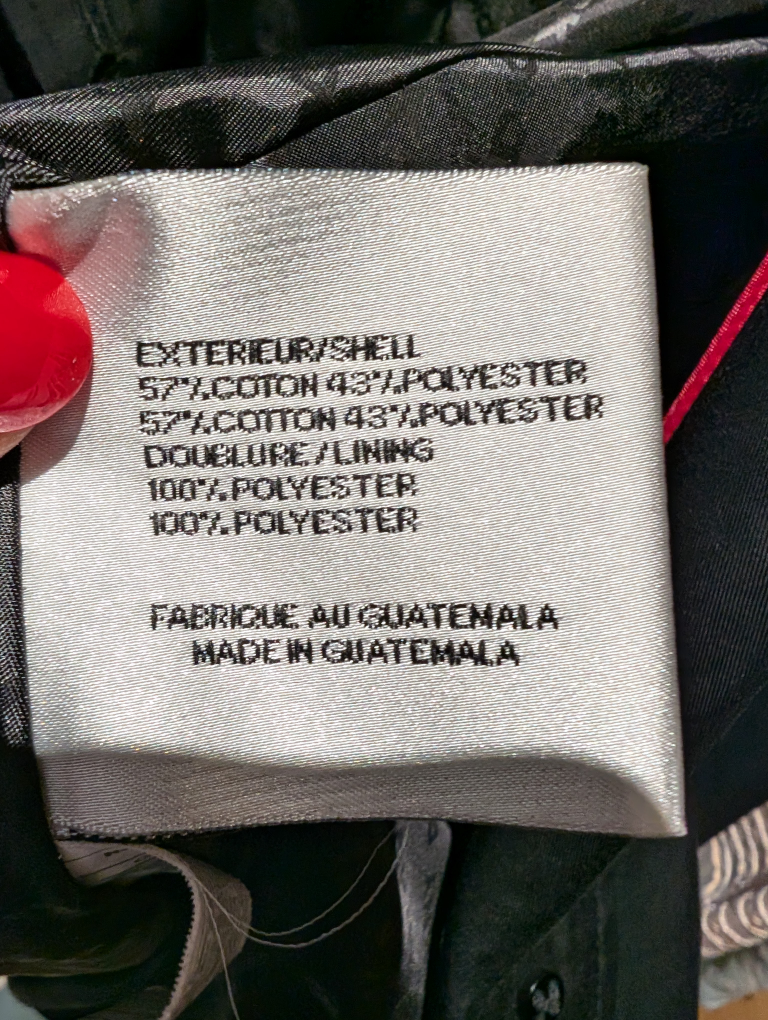 EXTERIEUR/SHELL
57%COTON 43%POLYESTER
57%COTTON 43%POLYESTER
DOUBLURE/LINING
100%POLYESTER
100%POLYESTER
FABRIQUE AU GUATEMALA
MADE IN GUATEMALA